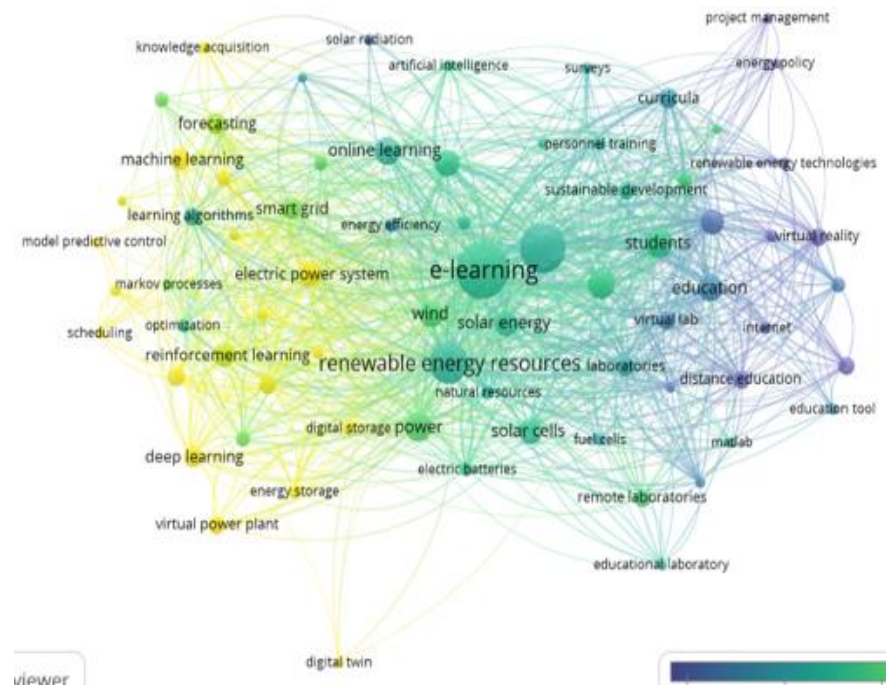 project management
solar radiation
knowledge acquisition
artificial intelligence
energy policy
surveys
curricula
forecasting
personnel training
online learning
machine learning
renewable energy technologies
sustainable development
smart grid
learning algorithms
energy efficiency
virtual reality
students
model predictive control
e-learning
electric power system
markov processes
education
wind
solar energy
virtual lab
optimization
internet
scheduling
reinforcement learning
renewable energy resources
laboratories
distance education
natural resources
education tool
digital storage
power
solar cells
fuel cells
matlab
deep learning
electric batteries
energy storage
remote laboratories
virtual power plant
educational laboratory
digital twin
viewer